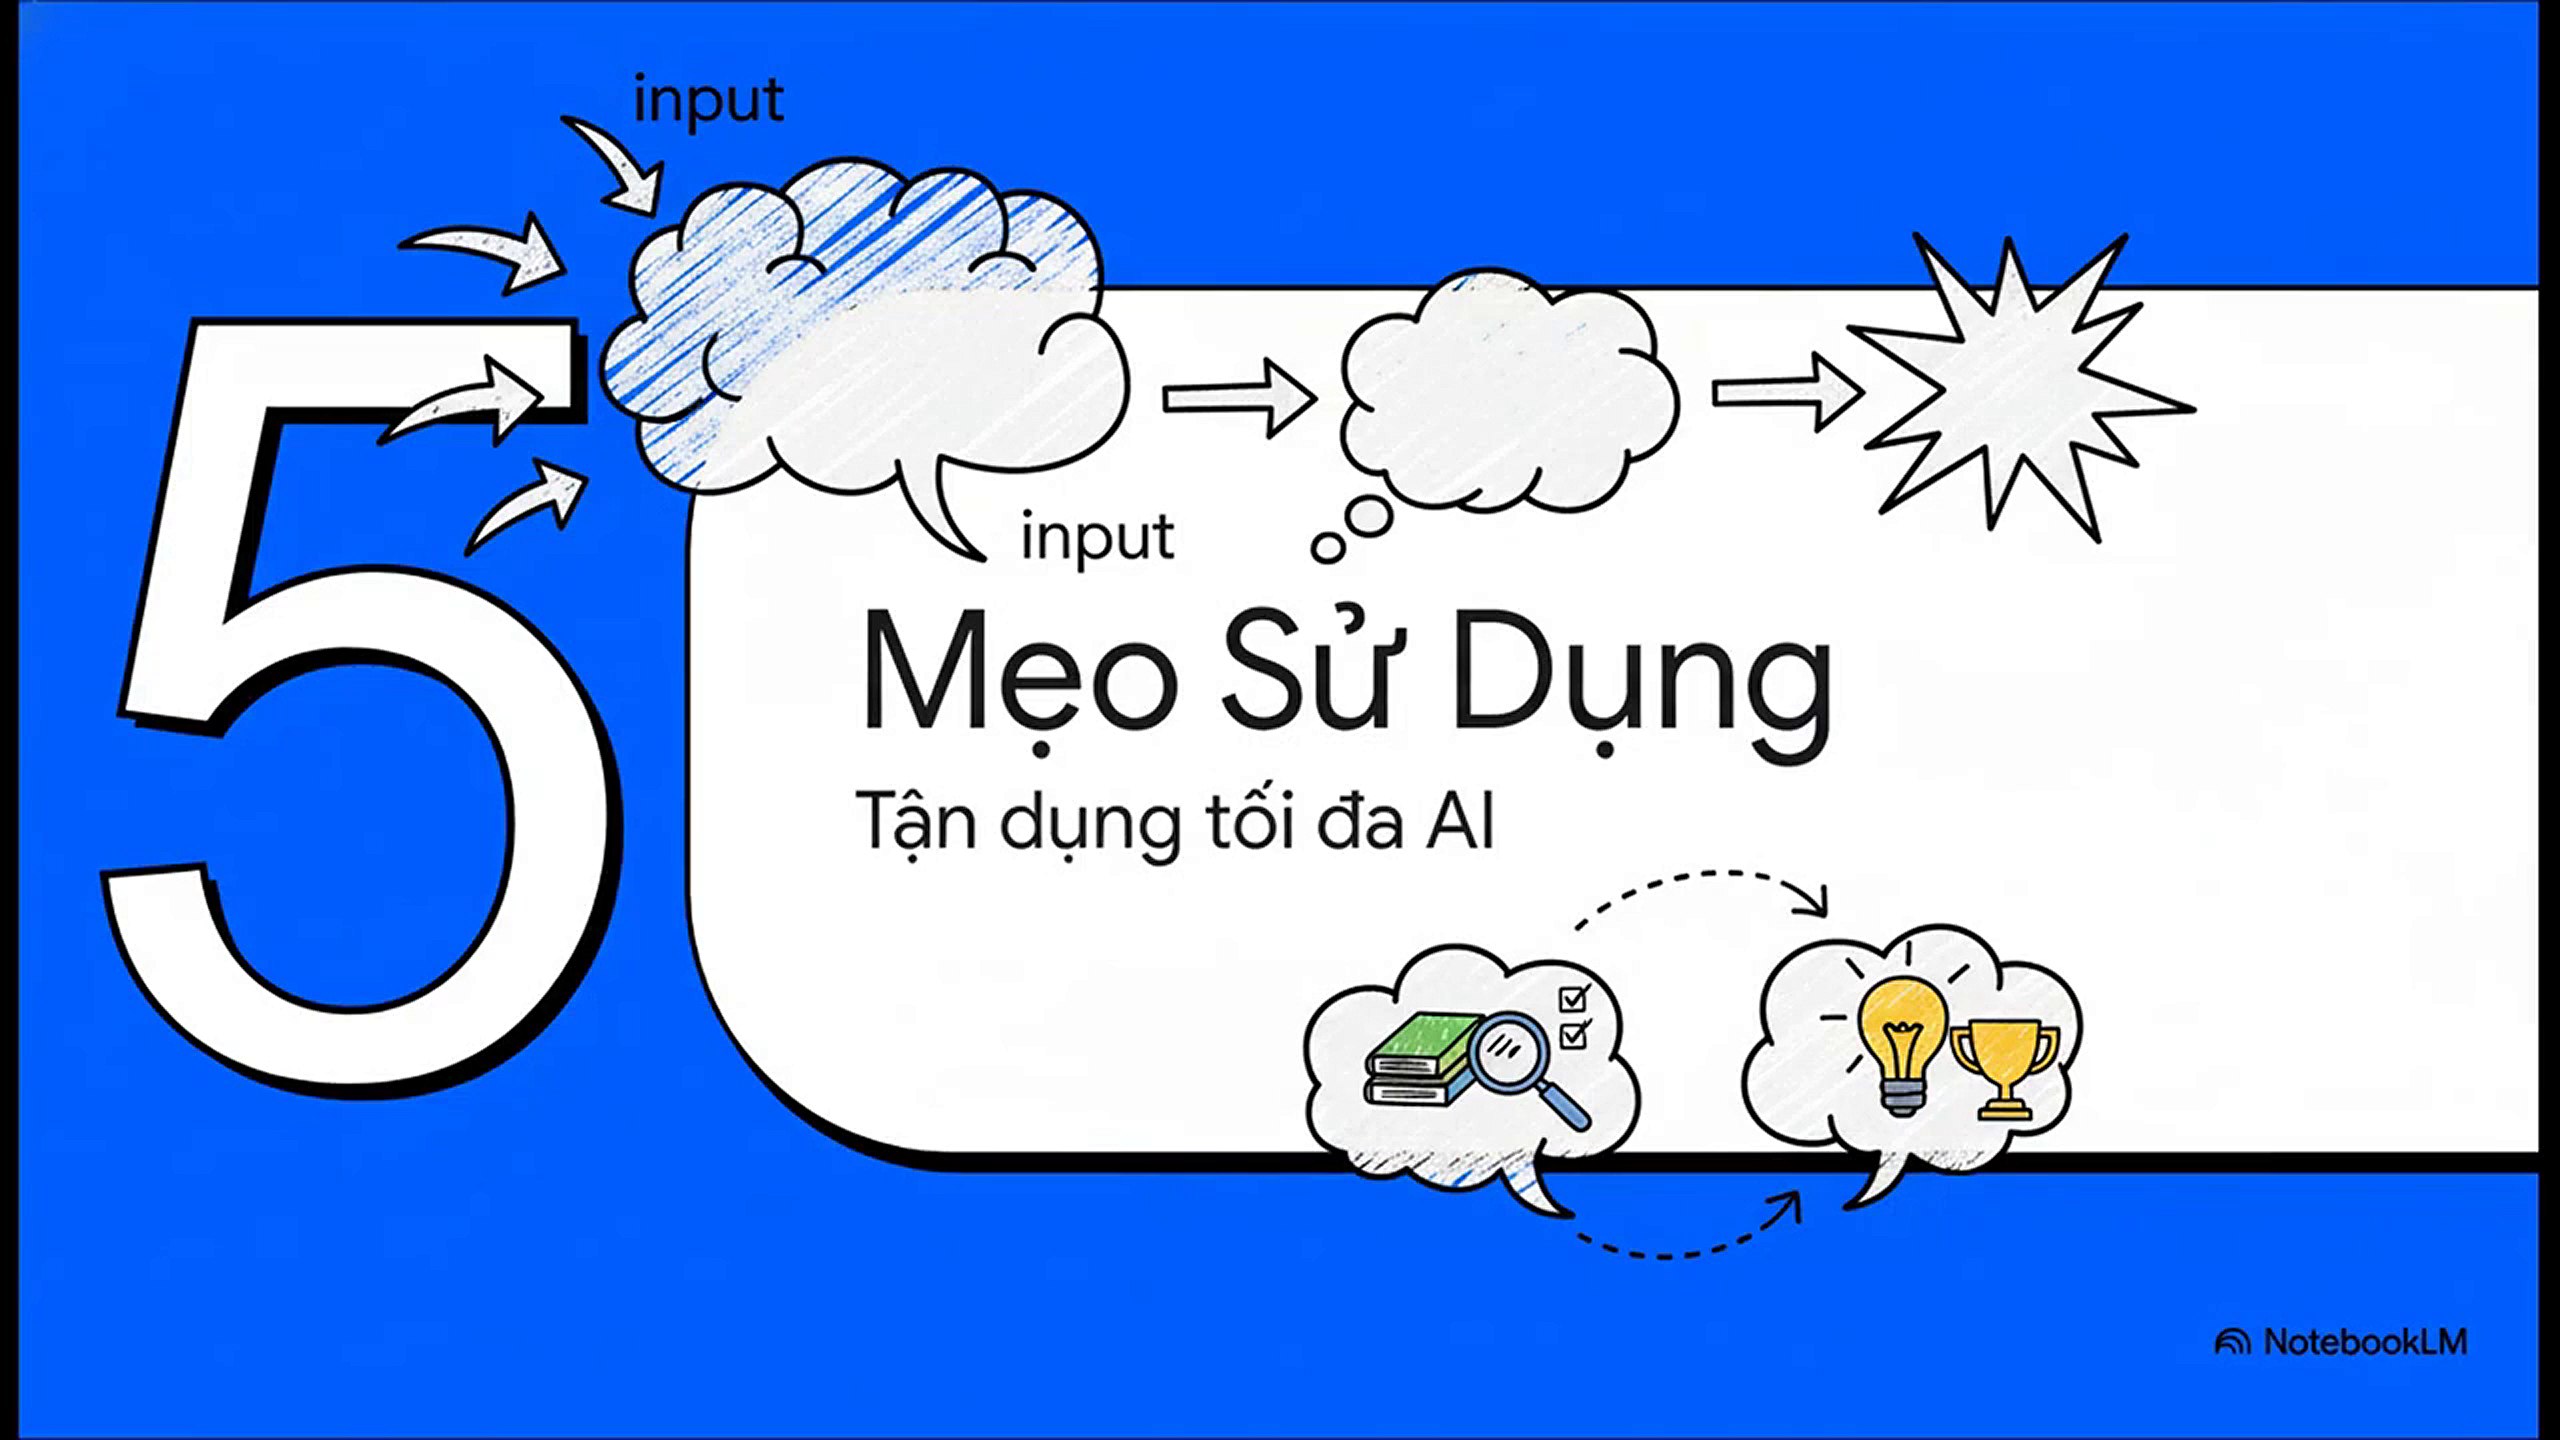 input
5
input
Mẹo Sử Dụng
Tận dụng tối đa AI
NotebookLM